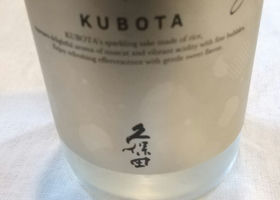 KUBOTA
KUBOTA's sparkling sake made of rice,
delightful aroma of muscat and vibrant acidity with fine bubbles.
Enjoy refreshing effervescence with gentle sweet flavor.
久保田